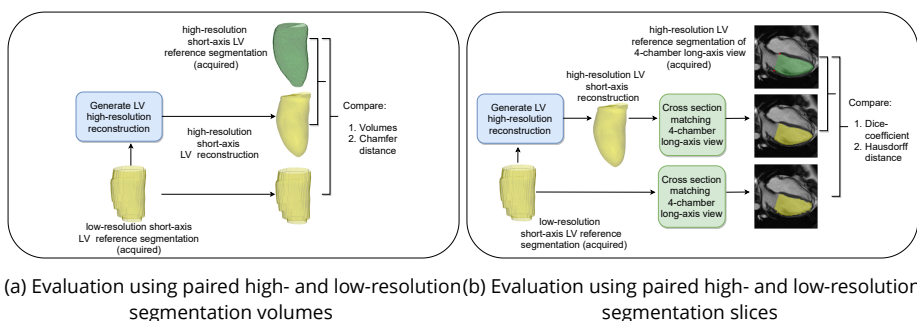 high-resolution
short-axis LV
reference segmentation
(acquired)
Generate LV
high-resolution
reconstruction
high-resolution
short-axis
LV reconstruction
Compare:
1. Volumes
2. Chamfer
distance
low-resolution short-axis
LV reference segmentation
(acquired)
high-resolution LV
reference segmentation of
4-chamber long-axis view
(acquired)
high-resolution LV
short-axis
reconstruction
Generate LV
high-resolution
reconstruction
Cross section
matching
4-chamber
long-axis view
Compare:
1. Dice-
coefficient
2. Hausdorff
distance
Cross section
matching
4-chamber
long-axis view
low-resolution
short-axis LV reference
segmentation (acquired)
(a) Evaluation using paired high- and low-resolution
segmentation volumes
(b) Evaluation using paired high- and low-resolution
segmentation slices